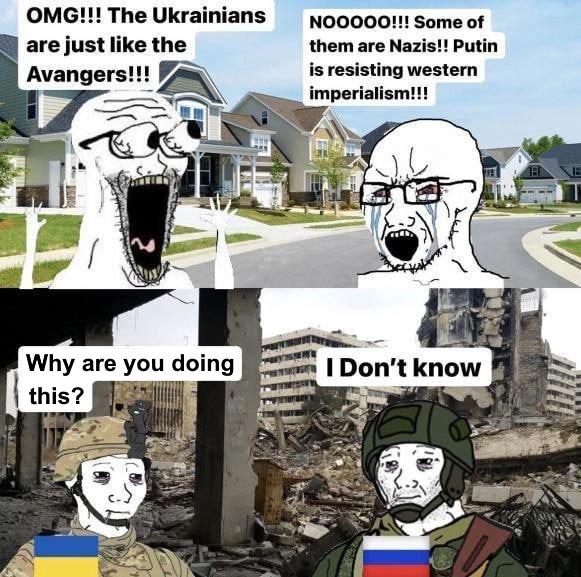 OMG!!! The Ukrainians
are just like the
Avangers!!!
NOOOOO!!! Some of
them are Nazis!! Putin
is resisting western
imperialism!!!
Why are you doing
this?
I Don't know